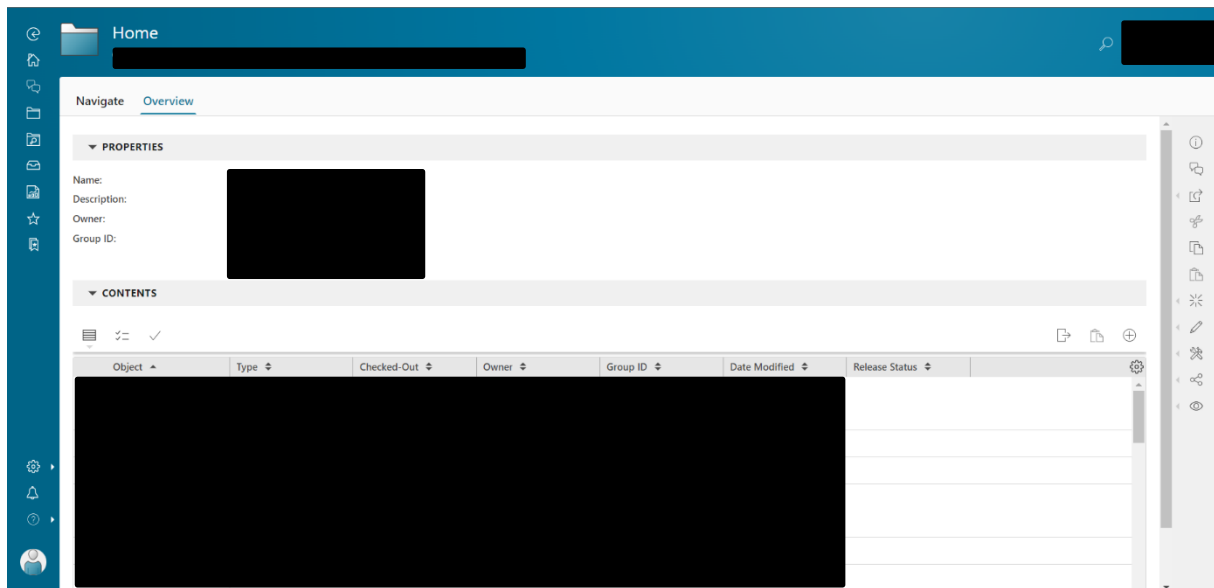 Home
Navigate Overview
PROPERTIES
Name:
Description:
Owner:
Group ID:
CONTENTS
Object Type Checked-Out Owner Group ID Date Modified Release Status